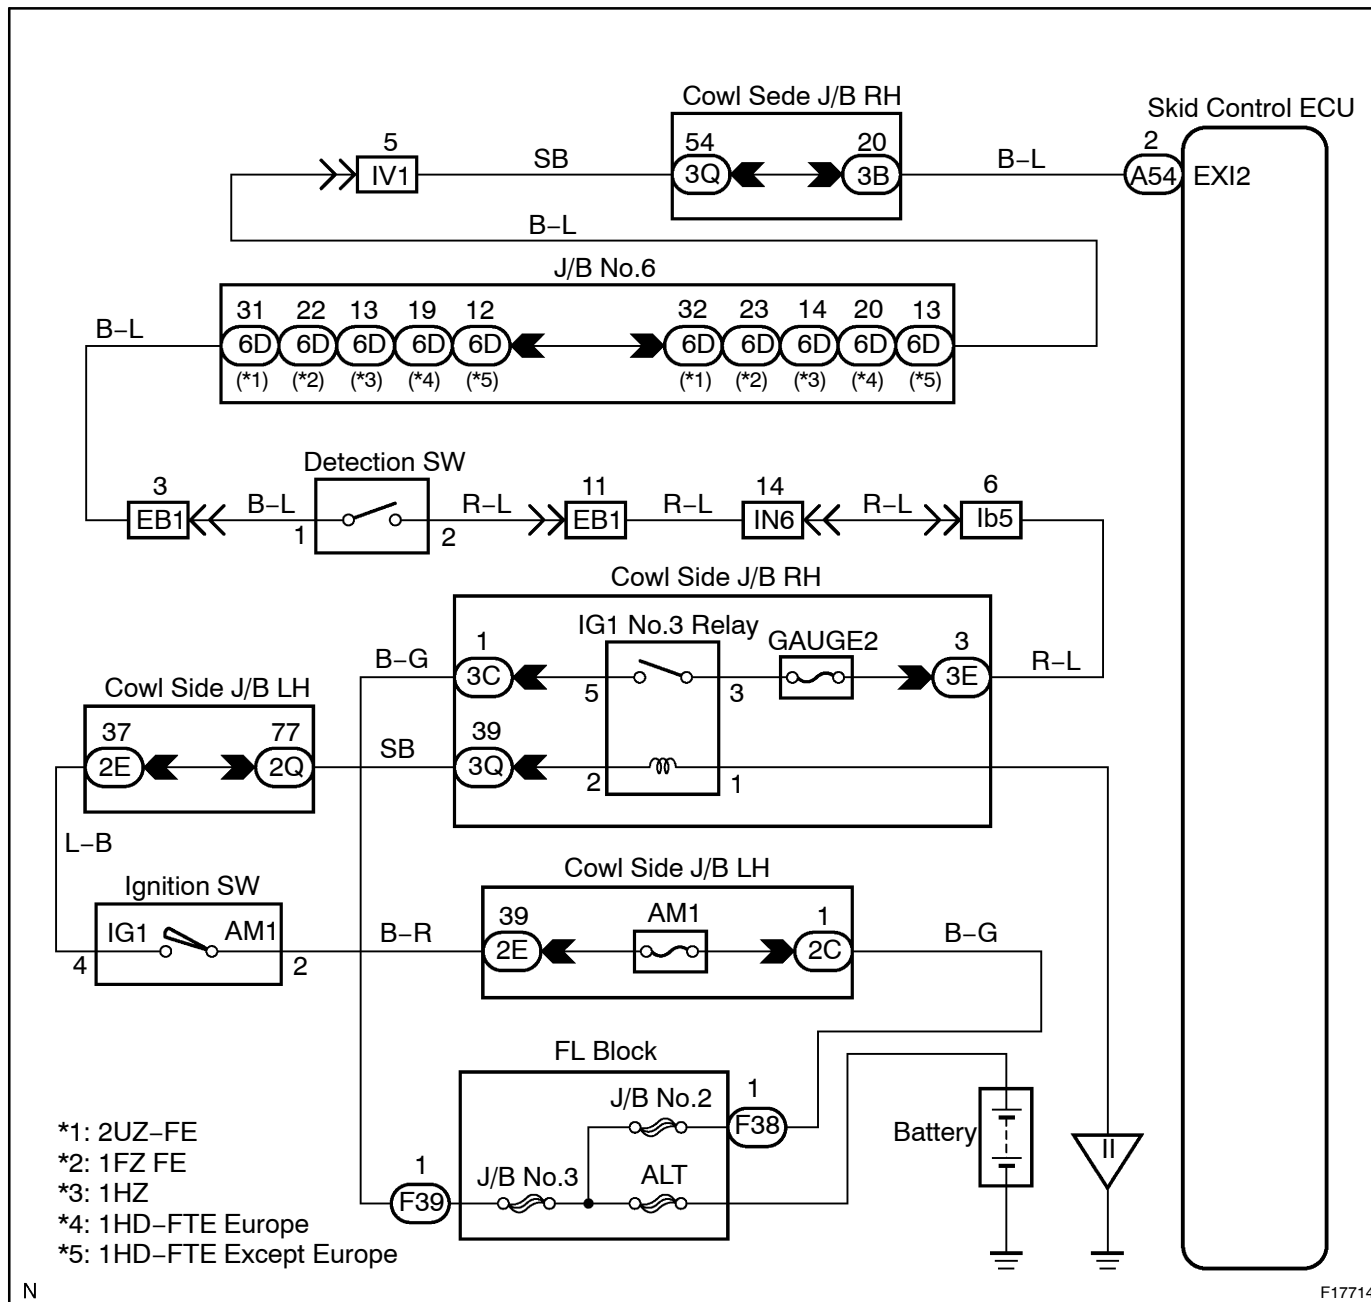 Cowl Sede J/B RH
Skid Control ECU
5
54
20
2
IV1
SB
3Q
3B
B–L
A54
EXI2
B–L
J/B No.6
31 22 13 19 12 32 23 14 20 13
B–L
6D 6D 6D 6D 6D 6D 6D 6D 6D 6D
(*1) (*2) (*3) (*4) (*5) (*1) (*2) (*3) (*4) (*5)
Detection SW
3
11
14
6
EB1
B–L
1
2
R–L
EB1
R–L
IN6
R–L
Ib5
Cowl Side J/B RH
IG1 No.3 Relay
GAUGE2
1
3
B–G
3C
5
3
3E
R–L
Cowl Side J/B LH
37
77
39
2E
2Q
SB
3Q
2
1
L–B
Cowl Side J/B LH
Ignition SW
39
AM1
1
IG1
AM1
4
2
B–R
2E
2C
B–G
FL Block
J/B No.2
1
F38
Battery
II
1
J/B No.3
ALT
F39
*1: 2UZ–FE
*2: 1FZ FE
*3: 1HZ
*4: 1HD–FTE Europe
*5: 1HD–FTE Except Europe
N
F17714